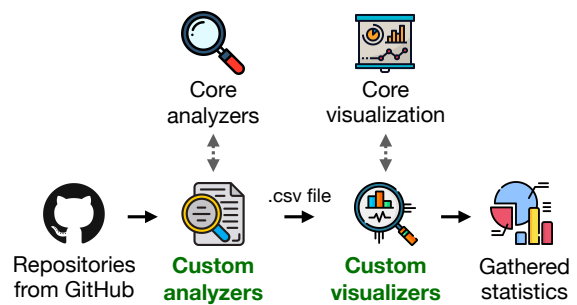 Core
analyzers
Core
visualization
.csv file
Repositories
from GitHub
Custom
analyzers
Custom
visualizers
Gathered
statistics